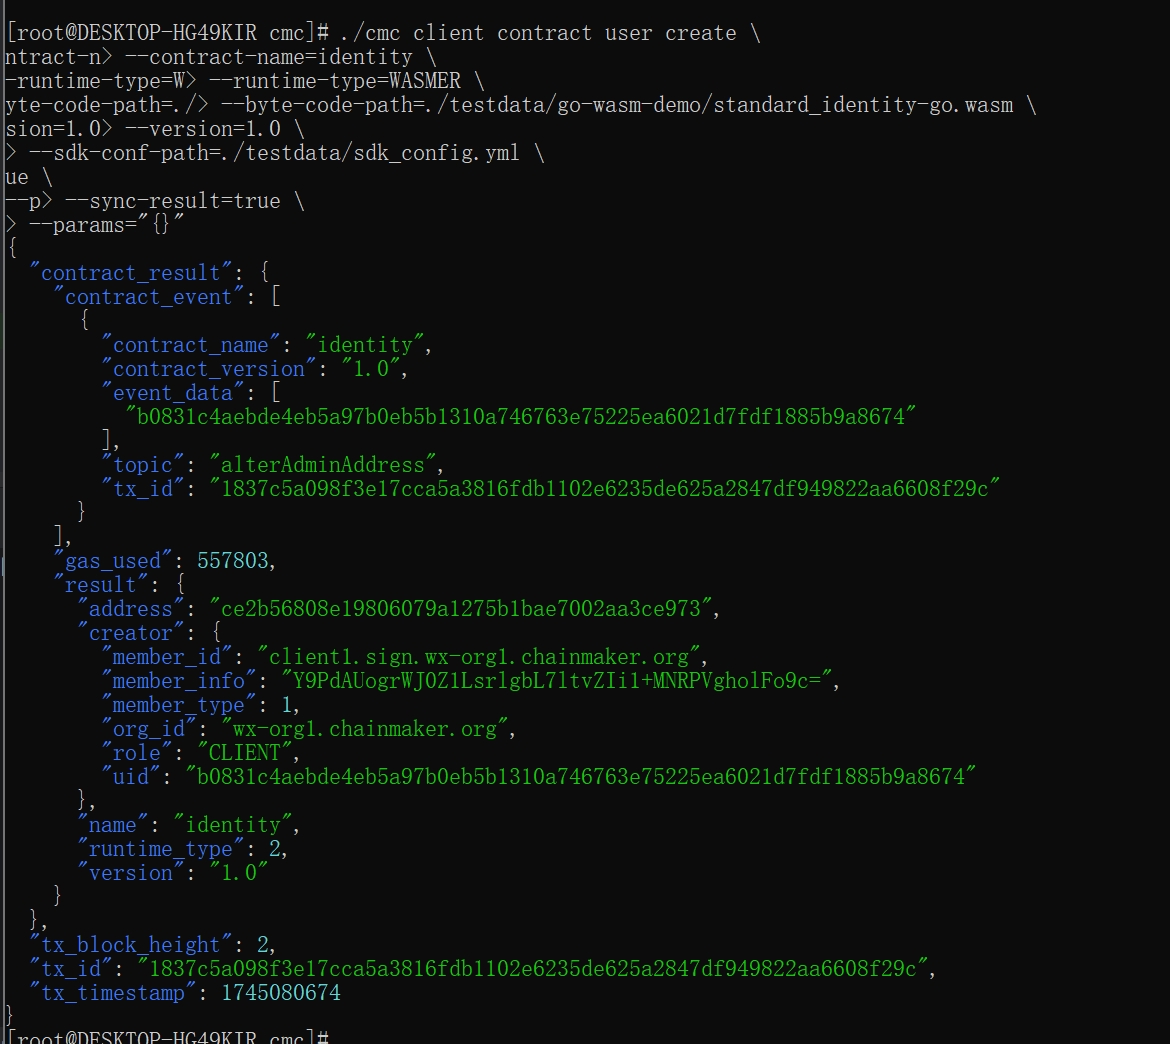 [root@DESKTOP-HG49KIR cmc]# ./cmc client contract user create \
ntract-n> --contract-name=identity \
-runtime-type=W> --runtime-type=WASMER \
yte-code-path=./> --byte-code-path=./testdata/go-wasm-demo/standard_identity-go.wasm \
sion=1.0> --version=1.0 \
> --sdk-conf-path=./testdata/sdk_config.yml \
ue \
--p> --sync-result=true \
> --params="{}"
{
  "contract_result": {
    "contract_event": [
      {
        "contract_name": "identity",
        "contract_version": "1.0",
        "event_data": [
          "b0831c4aebde4eb5a97b0eb5b1310a746763e75225ea6021d7fdf1885b9a8674"
        ],
        "topic": "alterAdminAddress",
        "tx_id": "1837c5a098f3e17cca5a3816fdb1102e6235de625a2847df949822aa6608f29c"
      }
    ],
    "gas_used": 557803,
    "result": {
      "address": "ce2b56808e19806079a1275b1bae7002aa3ce973",
      "creator": {
        "member_id": "client1.sign.wx-org1.chainmaker.org",
        "member_info": "Y9PdAUogrWJ0Z1LsrlgbL7ltvZIi1+MNRPVgholFo9c=",
        "member_type": 1,
        "org_id": "wx-org1.chainmaker.org",
        "role": "CLIENT",
        "uid": "b0831c4aebde4eb5a97b0eb5b1310a746763e75225ea6021d7fdf1885b9a8674"
      },
      "name": "identity",
      "runtime_type": 2,
      "version": "1.0"
    }
  },
  "tx_block_height": 2,
  "tx_id": "1837c5a098f3e17cca5a3816fdb1102e6235de625a2847df949822aa6608f29c",
  "tx_timestamp": 1745080674
}
[root@DESKTOP-HG49KIR cmc]#